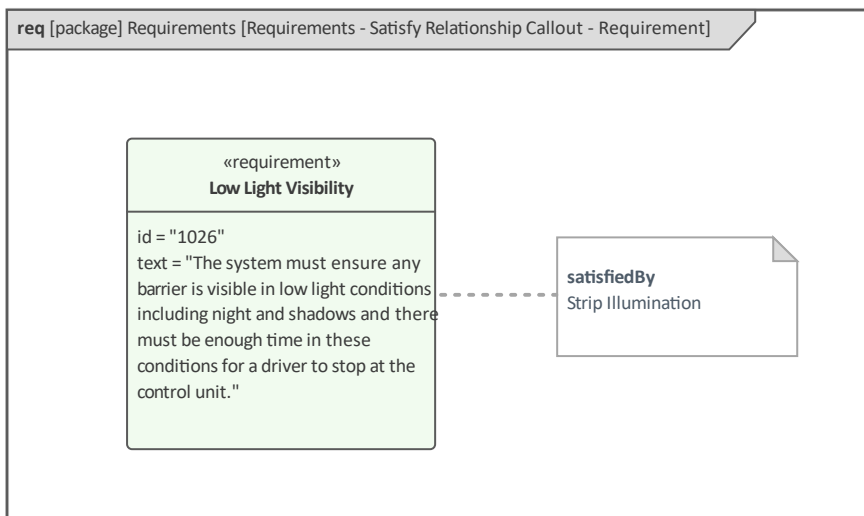 req [package] Requirements [Requirements - Satisfy Relationship Callout - Requirement]
«requirement»
Low Light Visibility
id = "1026"
text = "The system must ensure any
barrier is visible in low light conditions
including night and shadows and there
must be enough time in these
conditions for a driver to stop at the
control unit."
satisfiedBy
Strip Illumination